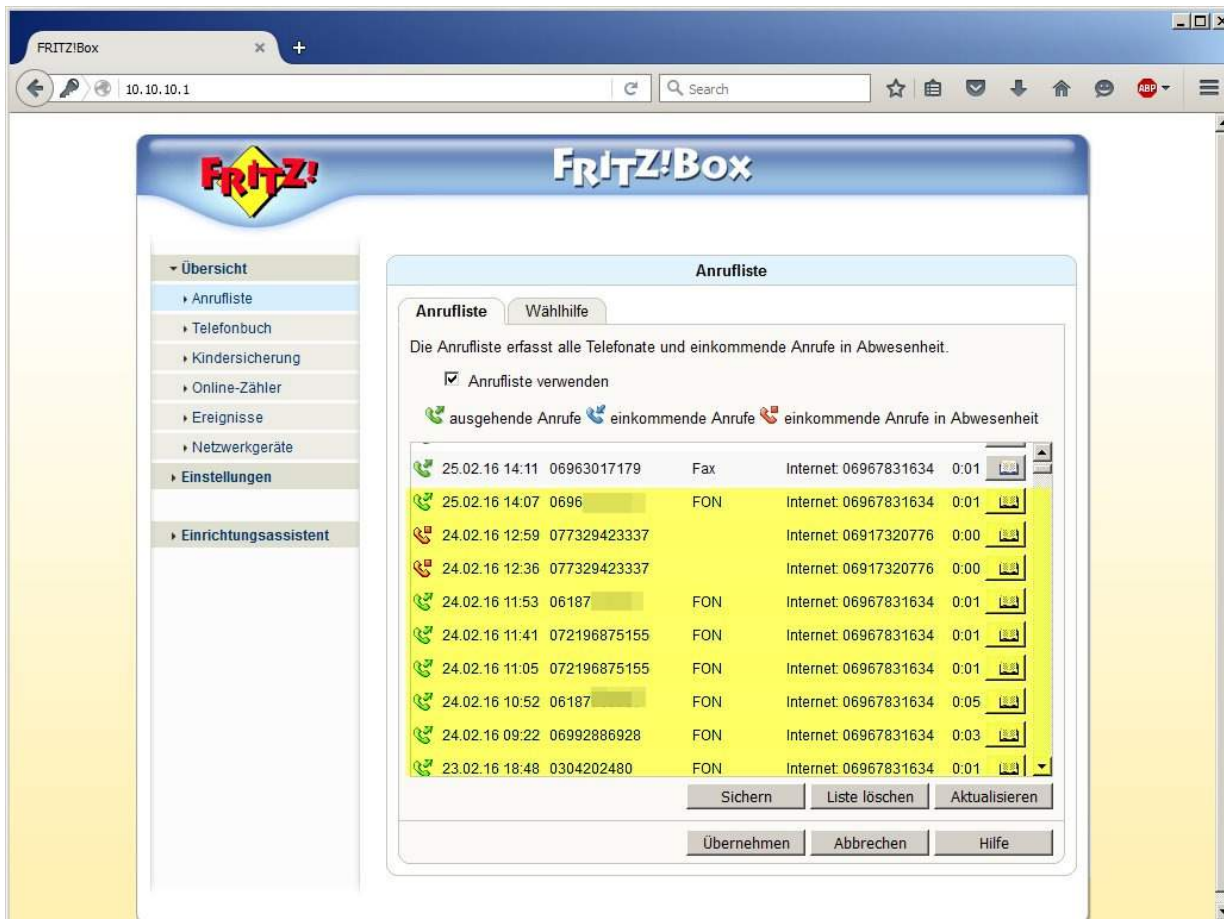 FRITZ!Box
10.10.10.1
Search
ABP
FRITZ!
FRITZ!Box
Übersicht
Anrufliste
Telefonbuch
Kindersicherung
Online-Zähler
Ereignisse
Netzwerkgeräte
Einstellungen
Einrichtungsassistent
Anrufliste
Anrufliste Wählhilfe
Die Anrufliste erfasst alle Telefonate und einkommende Anrufe in Abwesenheit.
Anrufliste verwenden
ausgehende Anrufe einkommende Anrufe einkommende Anrufe in Abwesenheit
25.02.16 14:11 06963017179 Fax Internet: 06967831634 0:01
25.02.16 14:07 0696 FON Internet: 06967831634 0:01
24.02.16 12:59 077329423337 Internet: 06917320776 0:00
24.02.16 12:36 077329423337 Internet: 06917320776 0:00
24.02.16 11:53 06187 FON Internet: 06967831634 0:01
24.02.16 11:41 072196875155 FON Internet: 06967831634 0:01
24.02.16 11:05 072196875155 FON Internet: 06967831634 0:01
24.02.16 10:52 06187 FON Internet: 06967831634 0:05
24.02.16 09:22 06992886928 FON Internet: 06967831634 0:03
23.02.16 18:48 0304202480 FON Internet: 06967831634 0:01
Sichern Liste löschen Aktualisieren
Übernehmen Abbrechen Hilfe